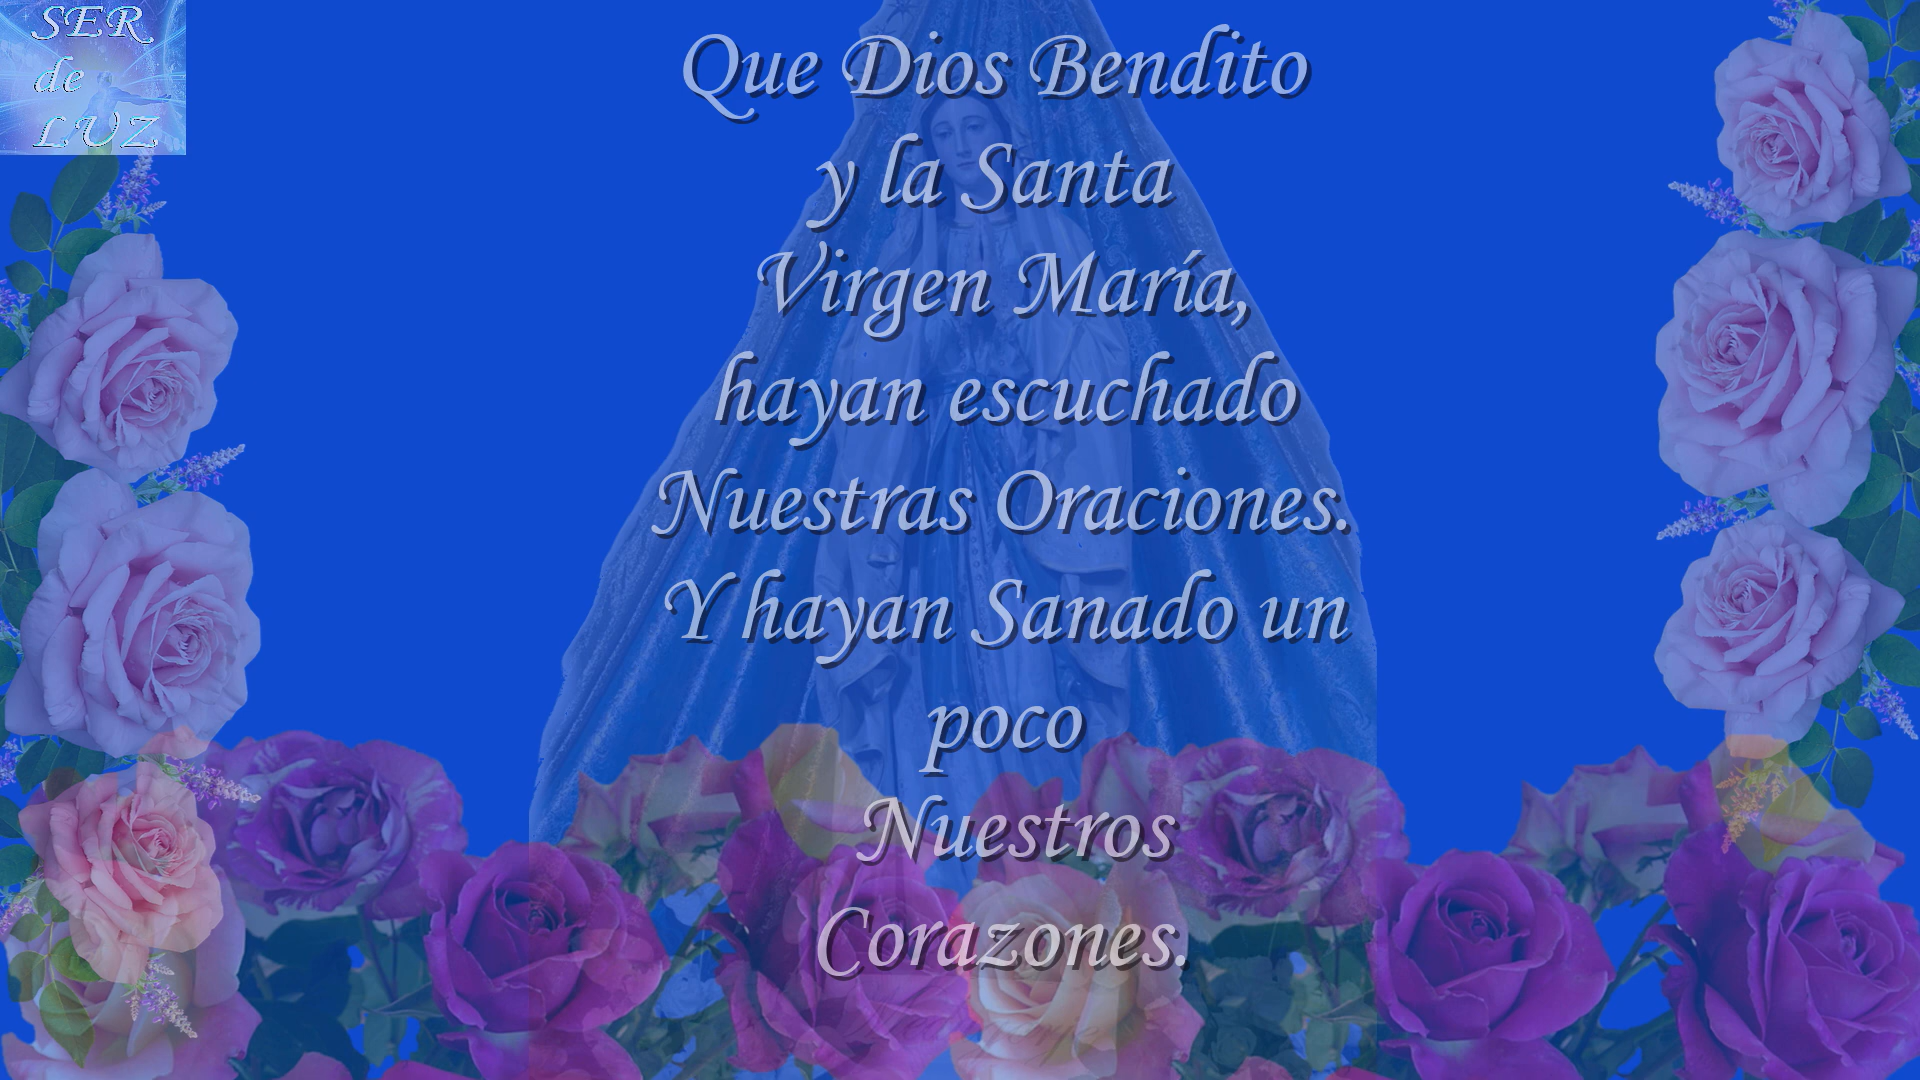 SER
de
LUZ
Que Dios Bendito
y la Santa
Virgen María,
hayan escuchado
Nuestras Oraciones.
Y hayan Sanado un
poco
Nuestros
Corazones.